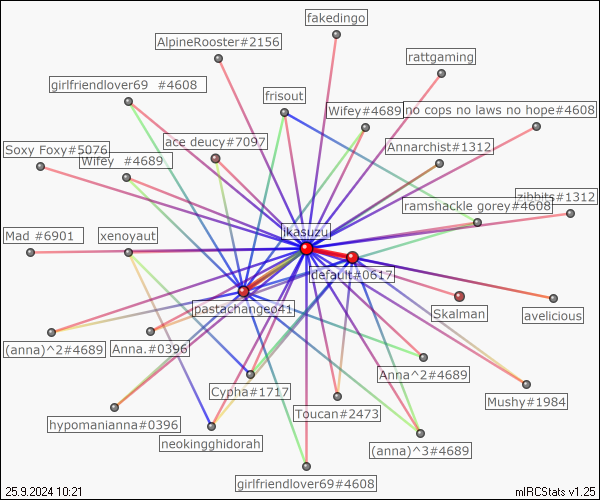 fakedingo
AlpineRooster#2156
rattgaming
girlfriendlover69 #4608
frisout
Wifey#4689
no cops no laws no hope#4608
ace deucy#7097
Soxy Foxy#5076
Wifey #4689
Annarchist#1312
zibbits#1312
ramshackle gorey#4608
Mad #6901
xenoyaut
jikasuzu
default#0617
pastachangeo41
Skalman
avelicious
(anna)^2#4689
Anna.#0396
Anna^2#4689
Cypha#1717
Mushy#1984
Toucan#2473
hypomanianna#0396
neokingghidorah
(anna)^3#4689
girlfriendlover69#4608
25.9.2024 10:21
mIRCStats v1.25